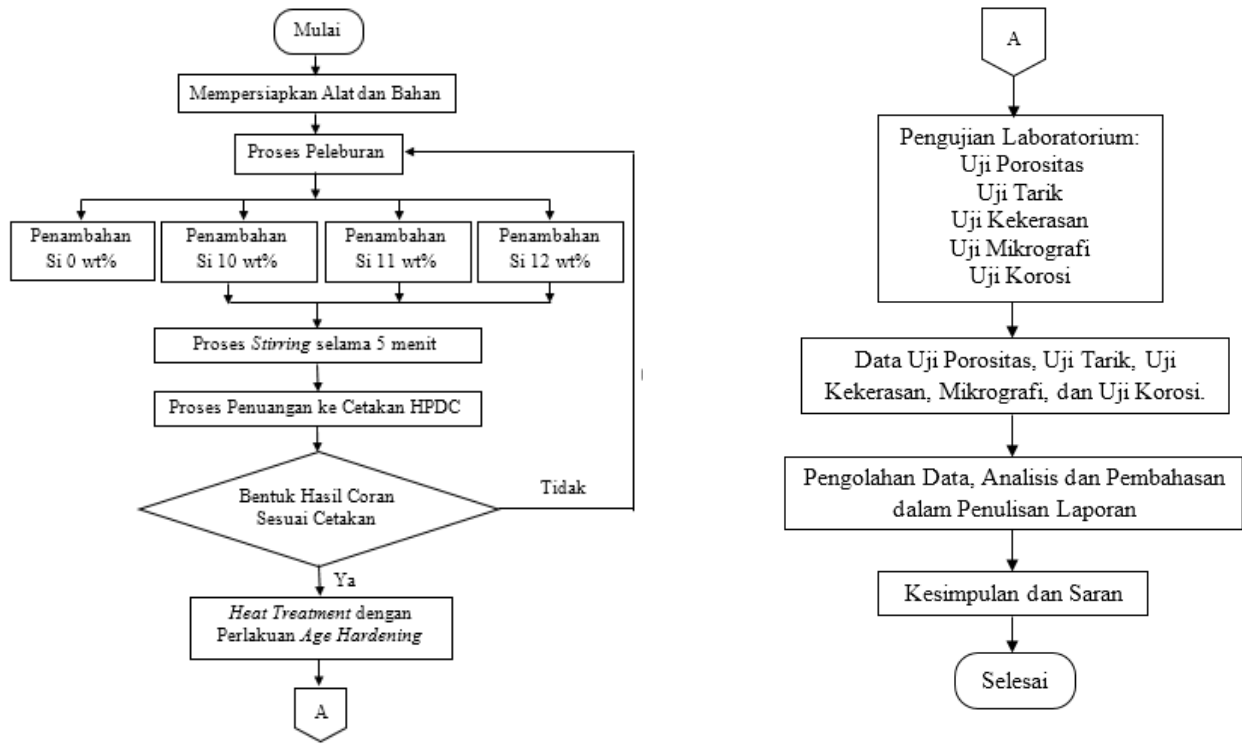 Mulai
Mempersiapkan Alat dan Bahan
Proses Peleburan
Penambahan
Si 0 wt%
Penambahan
Si 10 wt%
Penambahan
Si 11 wt%
Penambahan
Si 12 wt%
Proses Stirring selama 5 menit
Proses Penuangan ke Cetakan HPDC
Bentuk Hasil Coran
Sesuai Cetakan
Tidak
Ya
Heat Treatment dengan
Perlakuan Age Hardening
A
A
Pengujian Laboratorium:
Uji Porositas
Uji Tarik
Uji Kekerasan
Uji Mikrografi
Uji Korosi
Data Uji Porositas, Uji Tarik, Uji
Kekerasan, Mikrografi, dan Uji Korosi.
Pengolahan Data, Analisis dan Pembahasan
dalam Penulisan Laporan
Kesimpulan dan Saran
Selesai